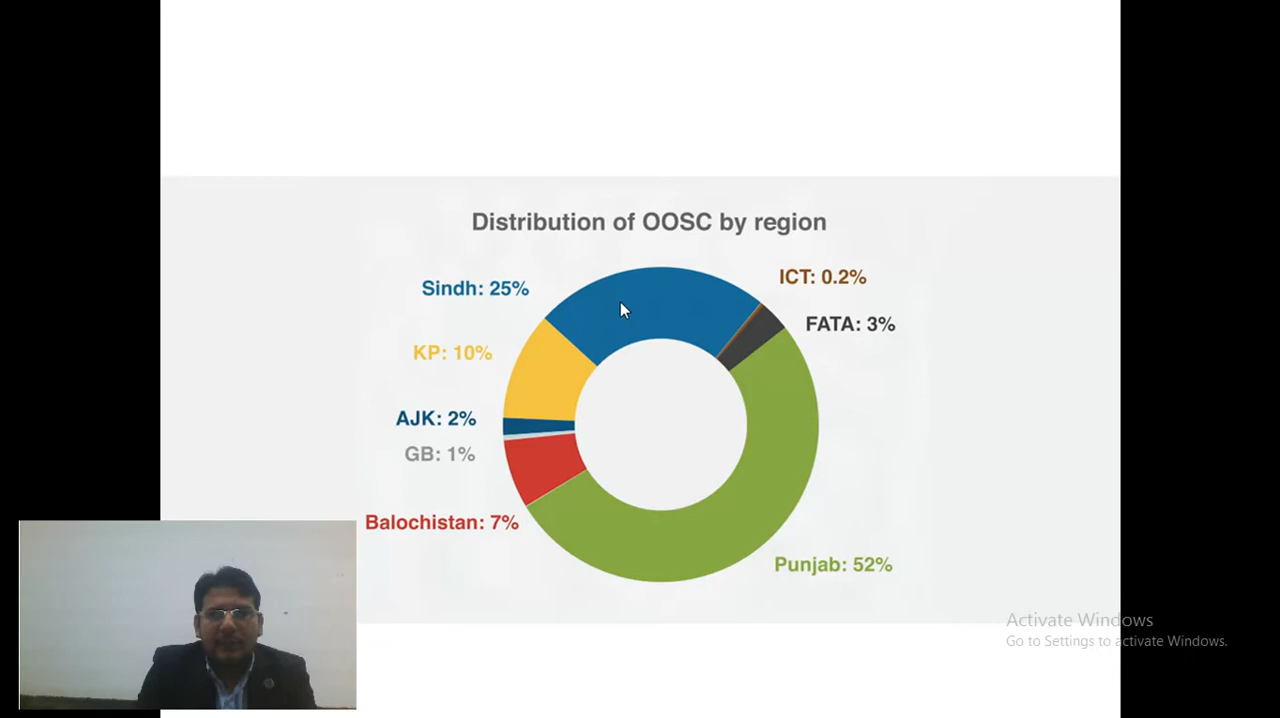 Distribution of OOSC by region
ICT: 0.2%
Sindh: 25%
FATA: 3%
KP: 10%
AJK: 2%
GB: 1%
Balochistan: 7%
Punjab: 52%
Activate Windows
Go to Settings to activate Windows.